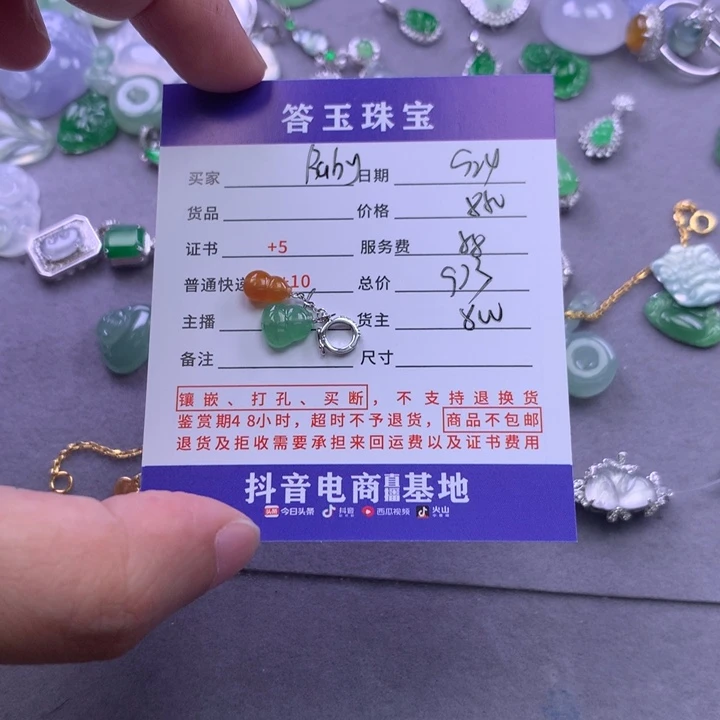 答玉珠宝
买家 Ruby 日期
货品 价格
证书 +5 服务费
普通快递 +10 总价
主播 货主
备注 尺寸
镶嵌、打孔、买断,不支持退换货
鉴赏期48小时,超时不予退货,商品不包邮
退货及拒收需要承担来回运费以及证书费用
抖音电商直播基地
头条 今日头条 抖音 西瓜视频 火山